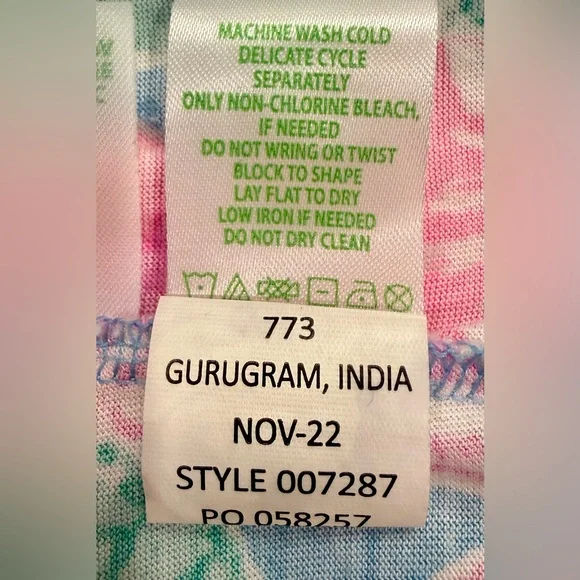 MACHINE WASH COLD
DELICATE CYCLE
SEPARATELY
ONLY NON-CHLORINE BLEACH,
IF NEEDED
DO NOT WRING OR TWIST
BLOCK TO SHAPE
LAY FLAT TO DRY
LOW IRON IF NEEDED
DO NOT DRY CLEAN
773
GURUGRAM, INDIA
NOV-22
STYLE 007287
PO 058257